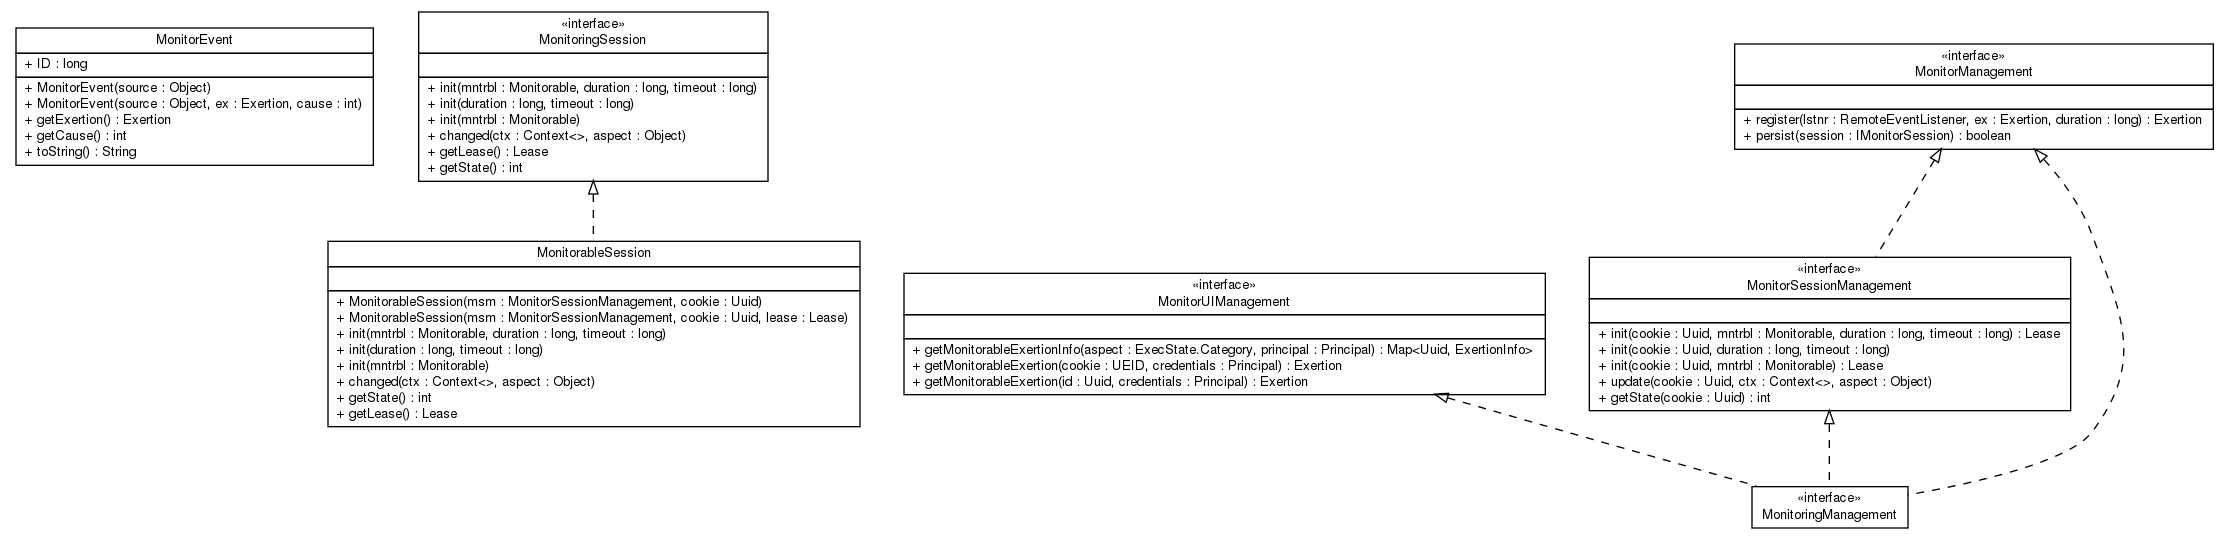 MonitorEvent
+ ID : long
+ MonitorEvent(source : Object)
+ MonitorEvent(source : Object, ex : Exertion, cause : int)
+ getExertion() : Exertion
+ getCause() : int
+ toString() : String
«interface»
MonitoringSession
+ init(mntrbl : Monitorable, duration : long, timeout : long)
+ init(duration : long, timeout : long)
+ init(mntrbl : Monitorable)
+ changed(ctx : Context<>, aspect : Object)
+ getLease() : Lease
+ getState() : int
«interface»
MonitorManagement
+ register(lstnr : RemoteEventListener, ex : Exertion, duration : long) : Exertion
+ persist(session : IMonitorSession) : boolean
MonitorableSession
+ MonitorableSession(msm : MonitorSessionManagement, cookie : Uuid)
+ MonitorableSession(msm : MonitorSessionManagement, cookie : Uuid, lease : Lease)
+ init(mntrbl : Monitorable, duration : long, timeout : long)
+ init(duration : long, timeout : long)
+ init(mntrbl : Monitorable)
+ changed(ctx : Context<>, aspect : Object)
+ getState() : int
+ getLease() : Lease
«interface»
MonitorUIManagement
+ getMonitorableExertionInfo(aspect : ExecState.Category, principal : Principal) : Map<Uuid, ExertionInfo>
+ getMonitorableExertion(cookie : UEID, credentials : Principal) : Exertion
+ getMonitorableExertion(id : Uuid, credentials : Principal) : Exertion
«interface»
MonitorSessionManagement
+ init(cookie : Uuid, mntrbl : Monitorable, duration : long, timeout : long) : Lease
+ init(cookie : Uuid, duration : long, timeout : long)
+ init(cookie : Uuid, mntrbl : Monitorable) : Lease
+ update(cookie : Uuid, ctx : Context<>, aspect : Object)
+ getState(cookie : Uuid) : int
«interface»
MonitoringManagement